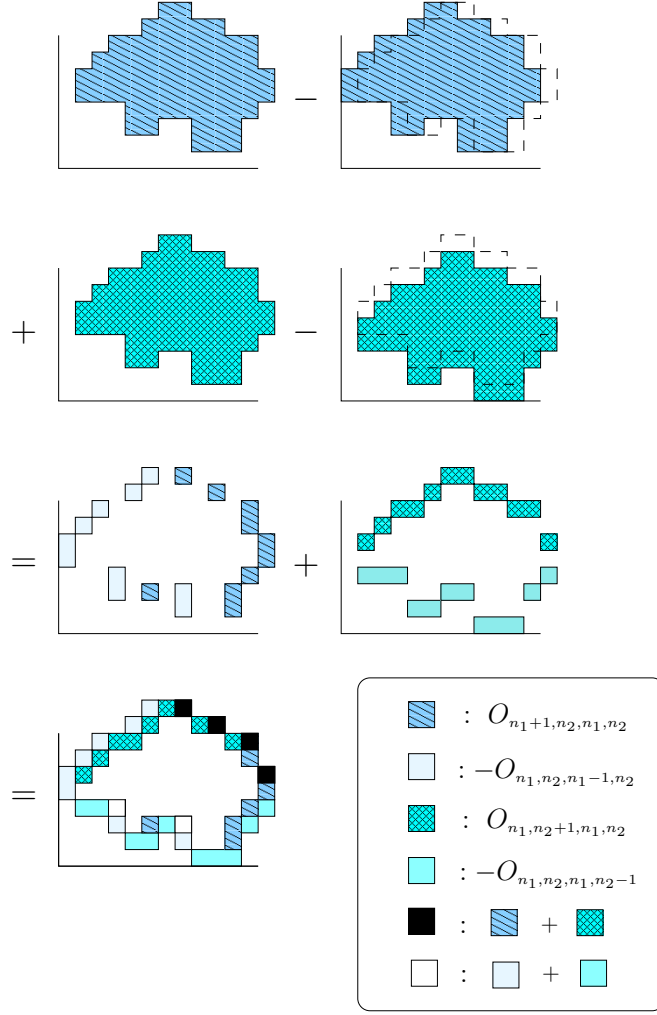 −
+ −
= +
=
: $O_{n_1+1,n_2,n_1,n_2}$
: $-O_{n_1,n_2,n_1-1,n_2}$
: $O_{n_1,n_2+1,n_1,n_2}$
: $-O_{n_1,n_2,n_1,n_2-1}$
: +
: +